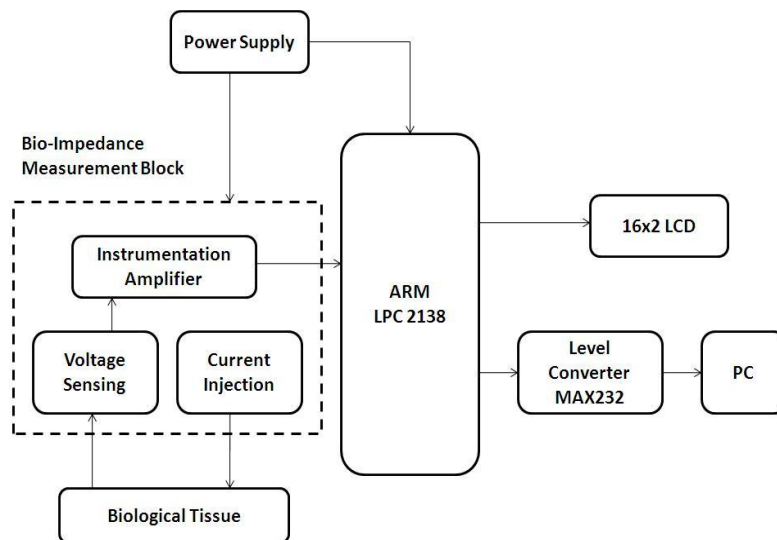 Power Supply
Bio-Impedance
Measurement Block
Instrumentation
Amplifier
Voltage
Sensing
Current
Injection
Biological Tissue
ARM
LPC 2138
16x2 LCD
Level
Converter
MAX232
PC